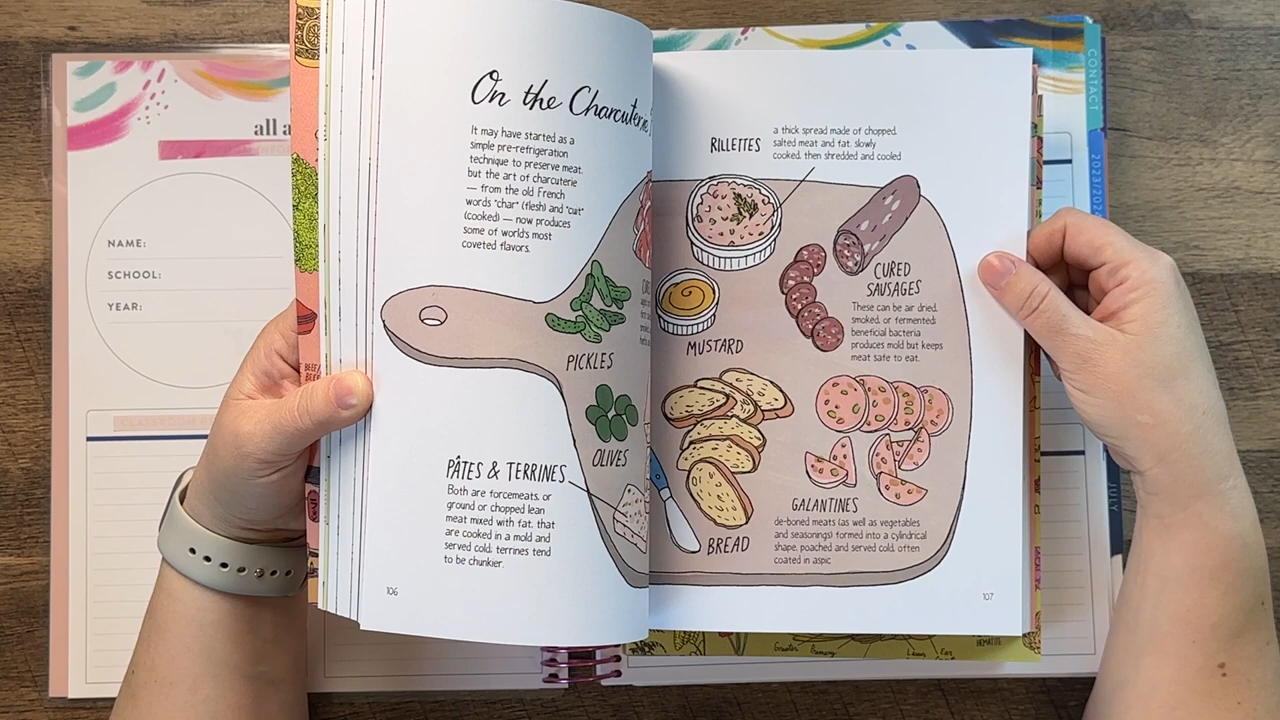 On the Charcuterie
It may have started as a
simple pre-refrigeration
technique to preserve meat,
but the art of charcuterie
— from the old French
words "char" (flesh) and "cuit"
(cooked) — now produces
some of world's most
coveted flavors.
PICKLES
OLIVES
PÂTES & TERRINES
Both are forcemeats, or
ground or chopped lean
meat mixed with fat, that
are cooked in a mold and
served cold; terrines tend
to be chunkier.
106
RILLETTES
a thick spread made of chopped,
salted meat and fat, slowly
cooked, then shredded and cooled
CURED
SAUSAGES
These can be air dried,
smoked, or fermented;
beneficial bacteria
produces mold but keeps
meat safe to eat.
MUSTARD
BREAD
GALANTINES
de-boned meats (as well as vegetables
and seasonings) formed into a cylindrical
shape, poached and served cold, often
coated in aspic
107
all a
NAME:
SCHOOL:
YEAR:
CONTACT
2023/202
JULY
HEMATITE